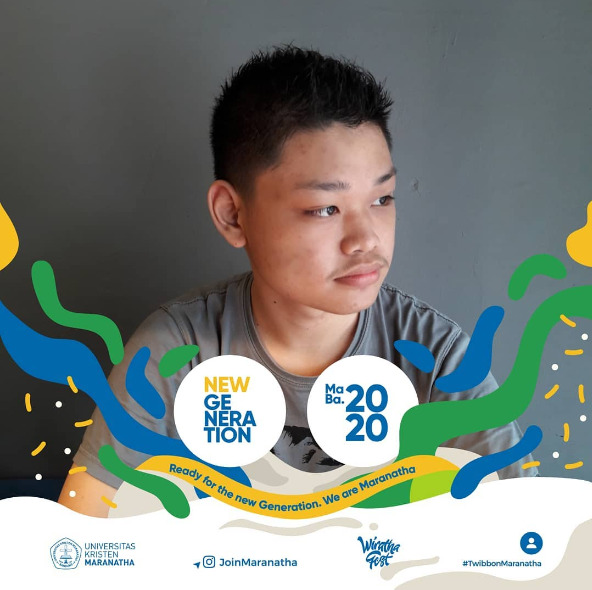 NEW
GE
NERA
TION
Ma
Ba.
20
20
Ready for the new Generation. We are Maranatha
UNIVERSITAS
KRISTEN
MARANATHA
JoinMaranatha
Wiratha
Fest
#TwibbonMaranatha